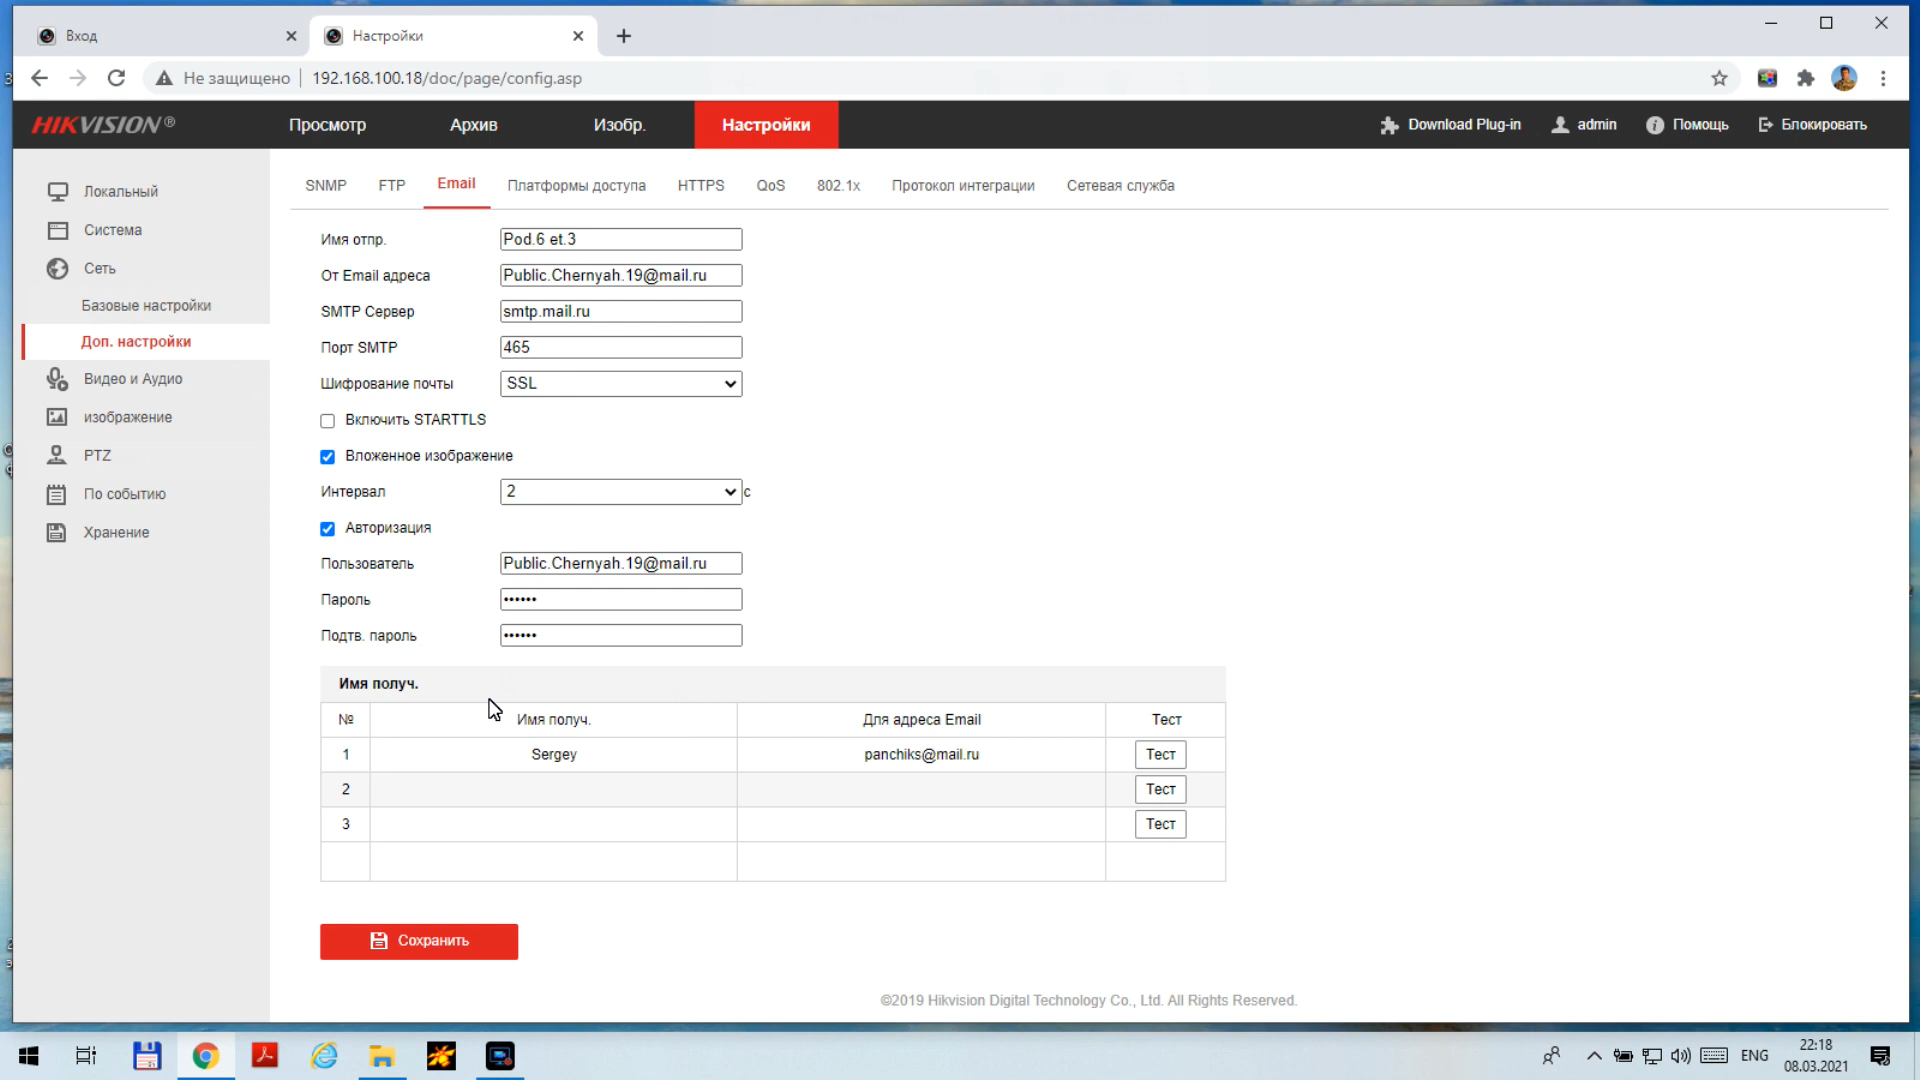 Вход
Настройки
Не защищено
192.168.100.18/doc/page/config.asp
HIKVISION®
Просмотр
Архив
Изобр.
Настройки
Download Plug-in
admin
Помощь
Блокировать
Локальный
Система
Сеть
Базовые настройки
Доп. настройки
Видео и Аудио
изображение
PTZ
По событию
Хранение
SNMP
FTP
Email
Платформы доступа
HTTPS
QoS
802.1x
Протокол интеграции
Сетевая служба
Имя отпр. Pod.6 et.3
От Email адреса Public.Chernyah.19@mail.ru
SMTP Сервер smtp.mail.ru
Порт SMTP 465
Шифрование почты SSL
Включить STARTTLS
Вложенное изображение
Интервал 2 с
Авторизация
Пользователь Public.Chernyah.19@mail.ru
Пароль ••••••
Подтв. пароль ••••••
Имя получ.
№ Имя получ. Для адреса Email Тест
1 Sergey panchiks@mail.ru Тест
2 Тест
3 Тест
Сохранить
©2019 Hikvision Digital Technology Co., Ltd. All Rights Reserved.
ENG
22:18
08.03.2021